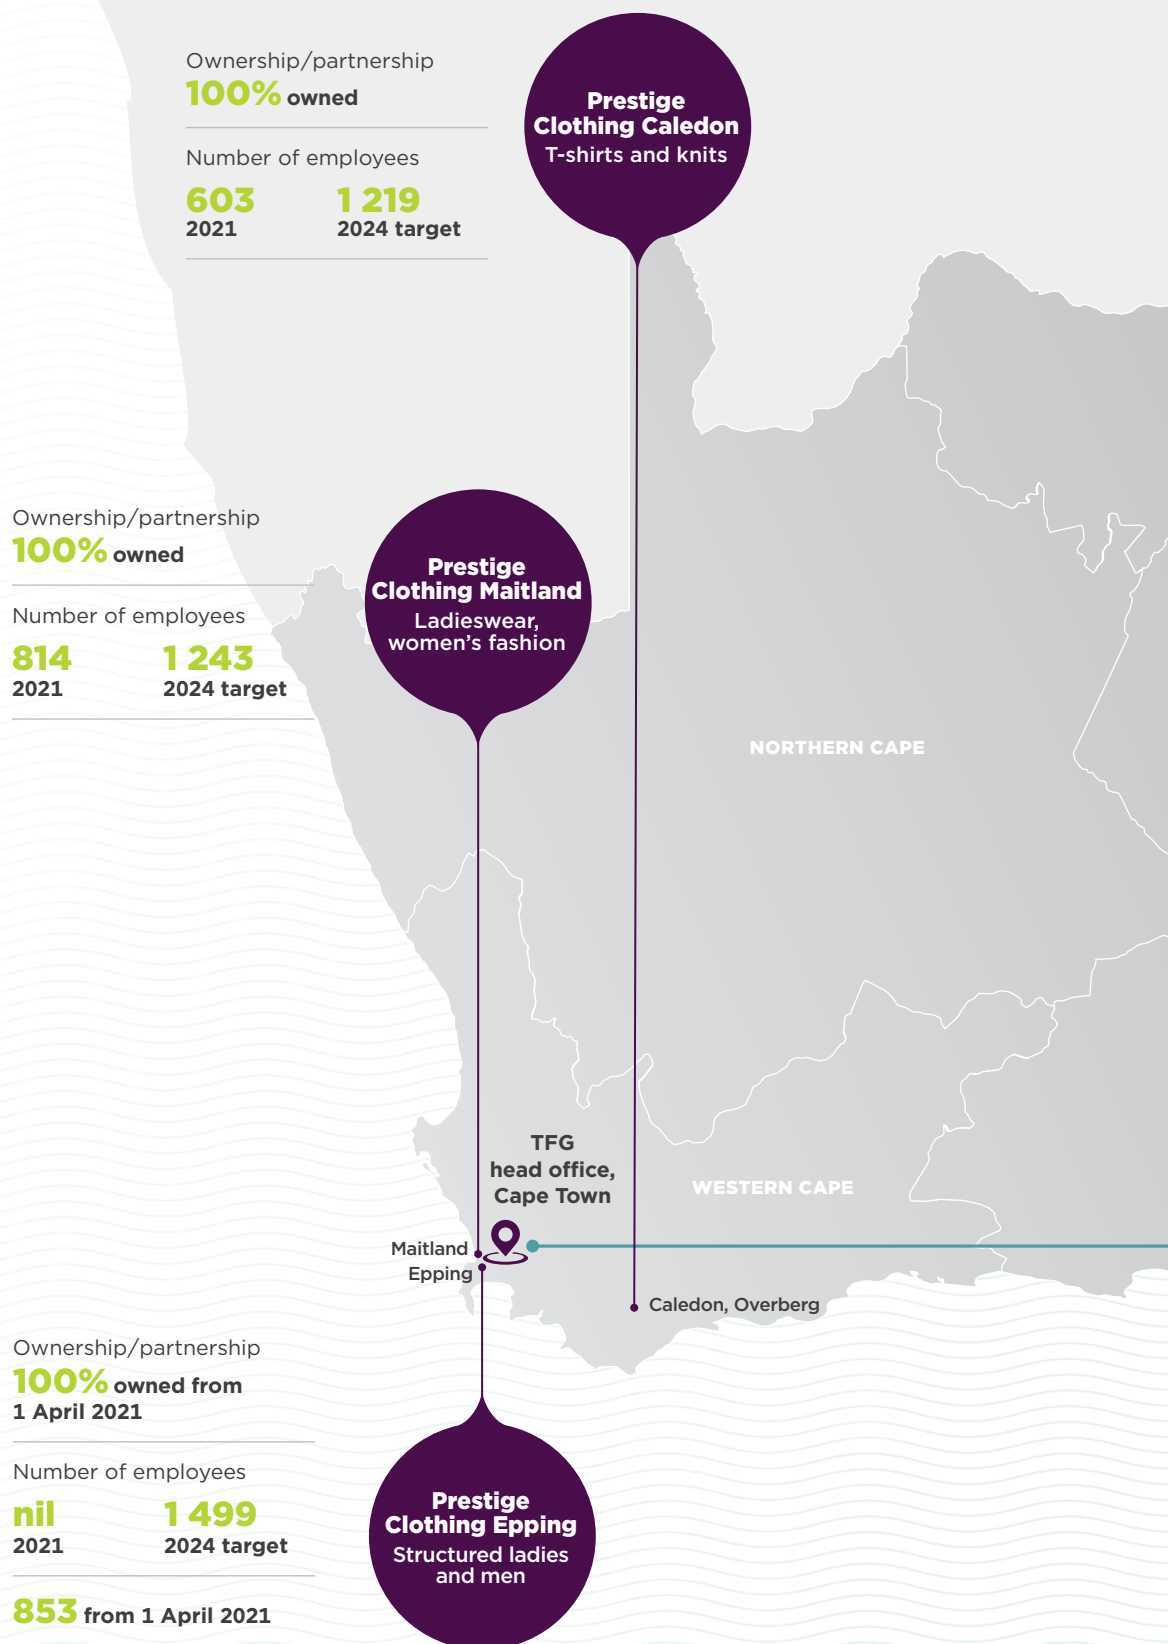 Ownership/partnership
100% owned
Number of employees
603 1 219
2021 2024 target
Prestige
Clothing Caledon
T-shirts and knits
Ownership/partnership
100% owned
Number of employees
814 1 243
2021 2024 target
Prestige
Clothing Maitland
Ladieswear,
women’s fashion
NORTHERN CAPE
TFG
head office,
Cape Town
WESTERN CAPE
Maitland
Epping
Caledon, Overberg
Ownership/partnership
100% owned from
1 April 2021
Number of employees
nil 1 499
2021 2024 target
853 from 1 April 2021
Prestige
Clothing Epping
Structured ladies
and men